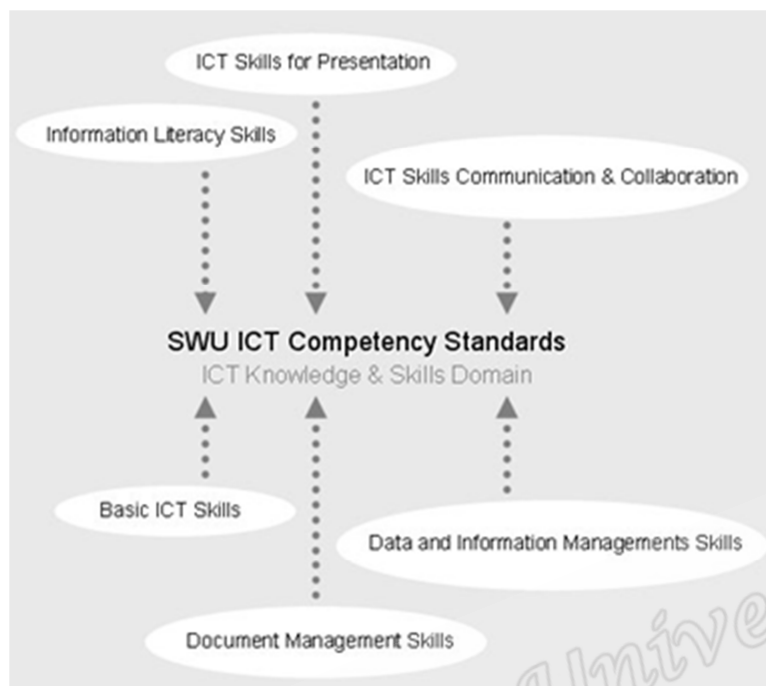 ICT Skills for Presentation
Information Literacy Skills
ICT Skills Communication & Collaboration
SWU ICT Competency Standards
ICT Knowledge & Skills Domain
Basic ICT Skills
Data and Information Managements Skills
Document Management Skills